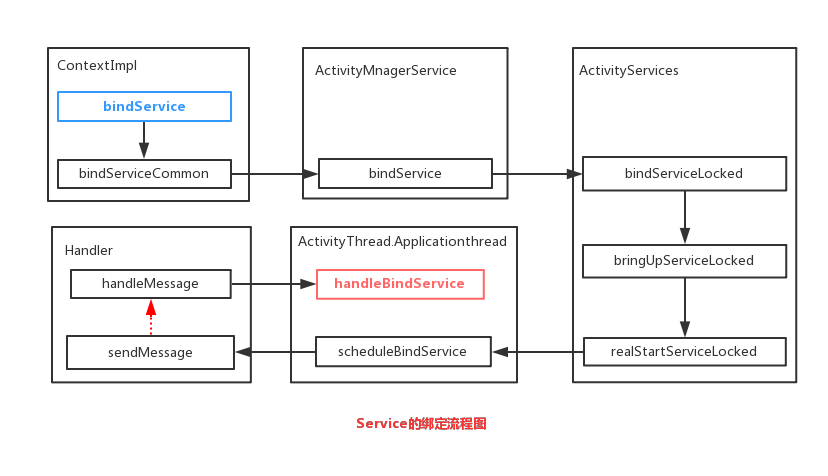 ContextImpl
bindService
bindServiceCommon
ActivityMnagerService
bindService
ActivityServices
bindServiceLocked
bringUpServiceLocked
realStartServiceLocked
ActivityThread.Applicationthread
handleBindService
scheduleBindService
Handler
handleMessage
sendMessage
Service的绑定流程图